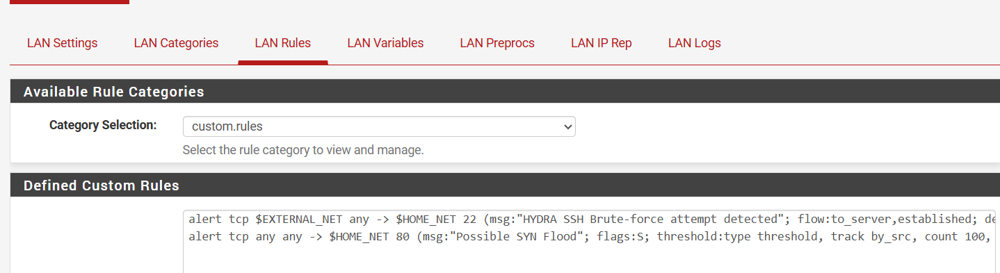 LAN Settings LAN Categories LAN Rules LAN Variables LAN Preprocs LAN IP Rep LAN Logs
Available Rule Categories
Category Selection: custom.rules
Select the rule category to view and manage.
Defined Custom Rules
alert tcp $EXTERNAL_NET any -> $HOME_NET 22 (msg:"HYDRA SSH Brute-force attempt detected"; flow:to_server,established;
alert tcp any any -> $HOME_NET 80 (msg:"Possible SYN Flood"; flags:S; threshold:type threshold, track by_src, count 100,